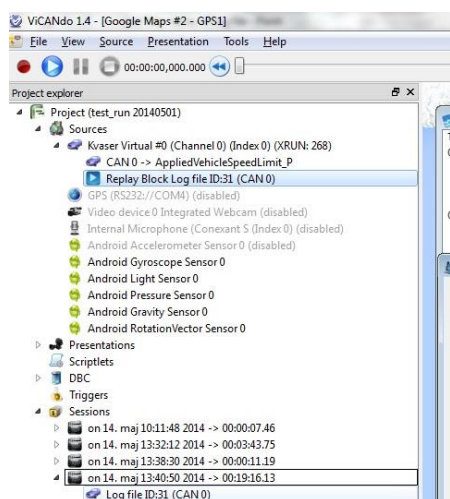 ViCANdo 1.4 - [Google Maps #2 - GPS1]
File View Source Presentation Tools Help
00:00:00,000.000
Project explorer
Project (test_run 20140501)
Sources
Kvaser Virtual #0 (Channel 0) (Index 0) (XRUN: 268)
CAN 0 -> AppliedVehicleSpeedLimit_P
Replay Block Log file ID:31 (CAN 0)
GPS (RS232://COM4) (disabled)
Video device 0 Integrated Webcam (disabled)
Internal Microphone (Conexant S (Index 0) (disabled)
Android Accelerometer Sensor 0 (disabled)
Android Gyroscope Sensor 0
Android Light Sensor 0
Android Pressure Sensor 0
Android Gravity Sensor 0
Android RotationVector Sensor 0
Presentations
Scriptlets
DBC
Triggers
Sessions
on 14. maj 10:11:48 2014 -> 00:00:07.46
on 14. maj 13:32:12 2014 -> 00:03:43.75
on 14. maj 13:38:30 2014 -> 00:00:11.19
on 14. maj 13:40:50 2014 -> 00:19:16.13
Log file ID:31 (CAN 0)